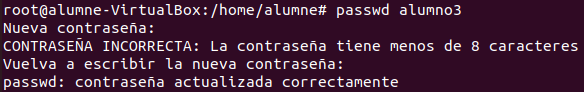 root@alumne-VirtualBox:/home/alumne# passwd alumno3
Nueva contraseña:
CONTRASEÑA INCORRECTA: La contraseña tiene menos de 8 caracteres
Vuelva a escribir la nueva contraseña:
passwd: contraseña actualizada correctamente